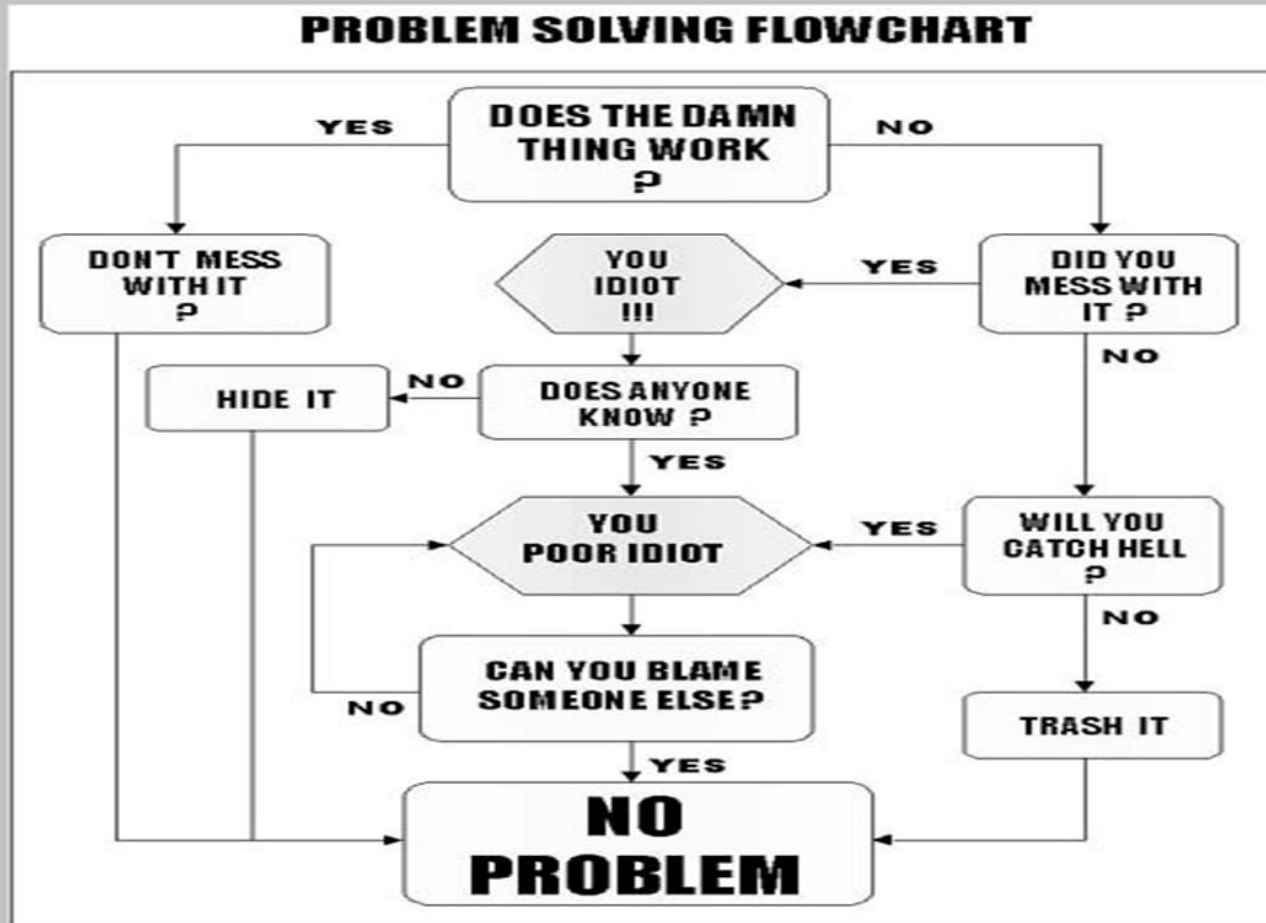 PROBLEM SOLVING FLOWCHART
YES
DOES THE DAMN
THING WORK
?
NO
DON'T MESS
WITH IT
?
YOU
IDIOT
!!!
YES
DID YOU
MESS WITH
IT ?
NO
HIDE IT
NO
DOES ANYONE
KNOW ?
YES
YOU
POOR IDIOT
YES
WILL YOU
CATCH HELL
?
NO
CAN YOU BLAME
SOMEONE ELSE?
NO
TRASH IT
YES
NO
PROBLEM